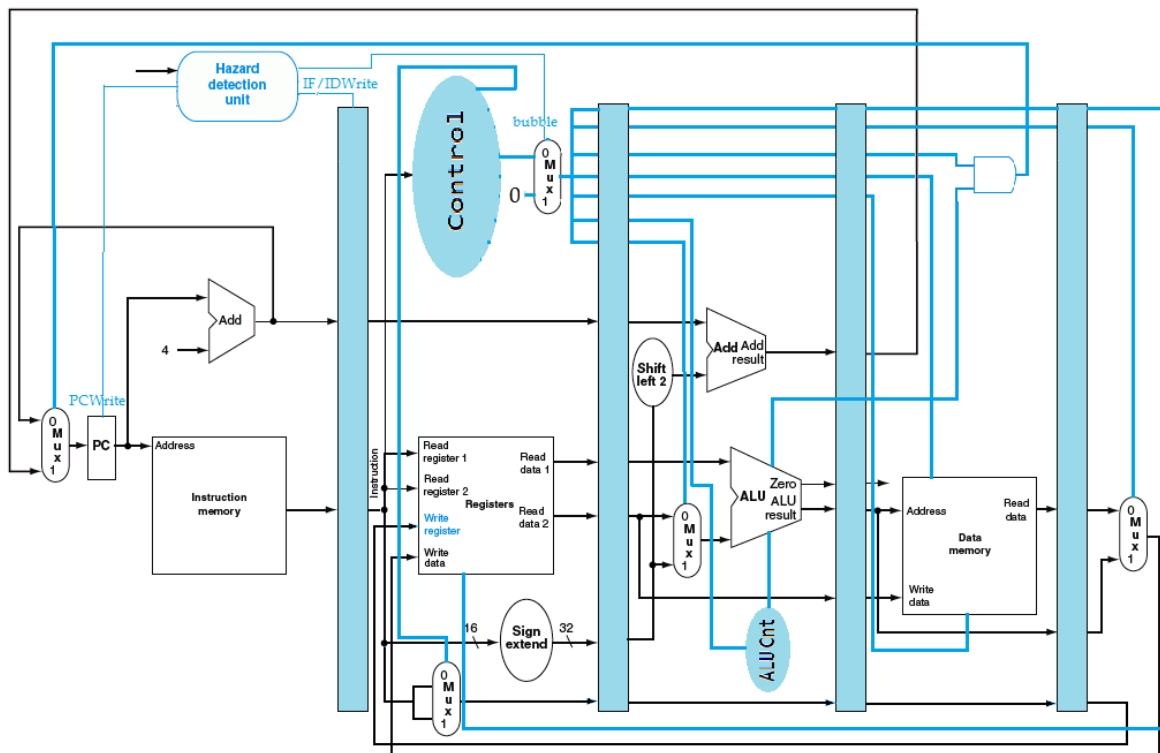 Hazard
detection
unit
IF/IDWrite
bubble
Control
0
M
u
x
1
0
Add
4
Add
Add
result
Shift
left 2
PCWrite
0
M
u
x
1
PC
Address
Instruction
memory
Instruction
Read
register 1
Read
register 2
Registers
Write
register
Write
data
Read
data 1
Read
data 2
0
M
u
x
1
ALU
Zero
ALU
result
Address
Read
data
Data
memory
Write
data
0
M
u
x
1
16
Sign
extend
32
ALU Cnt
0
M
u
x
1